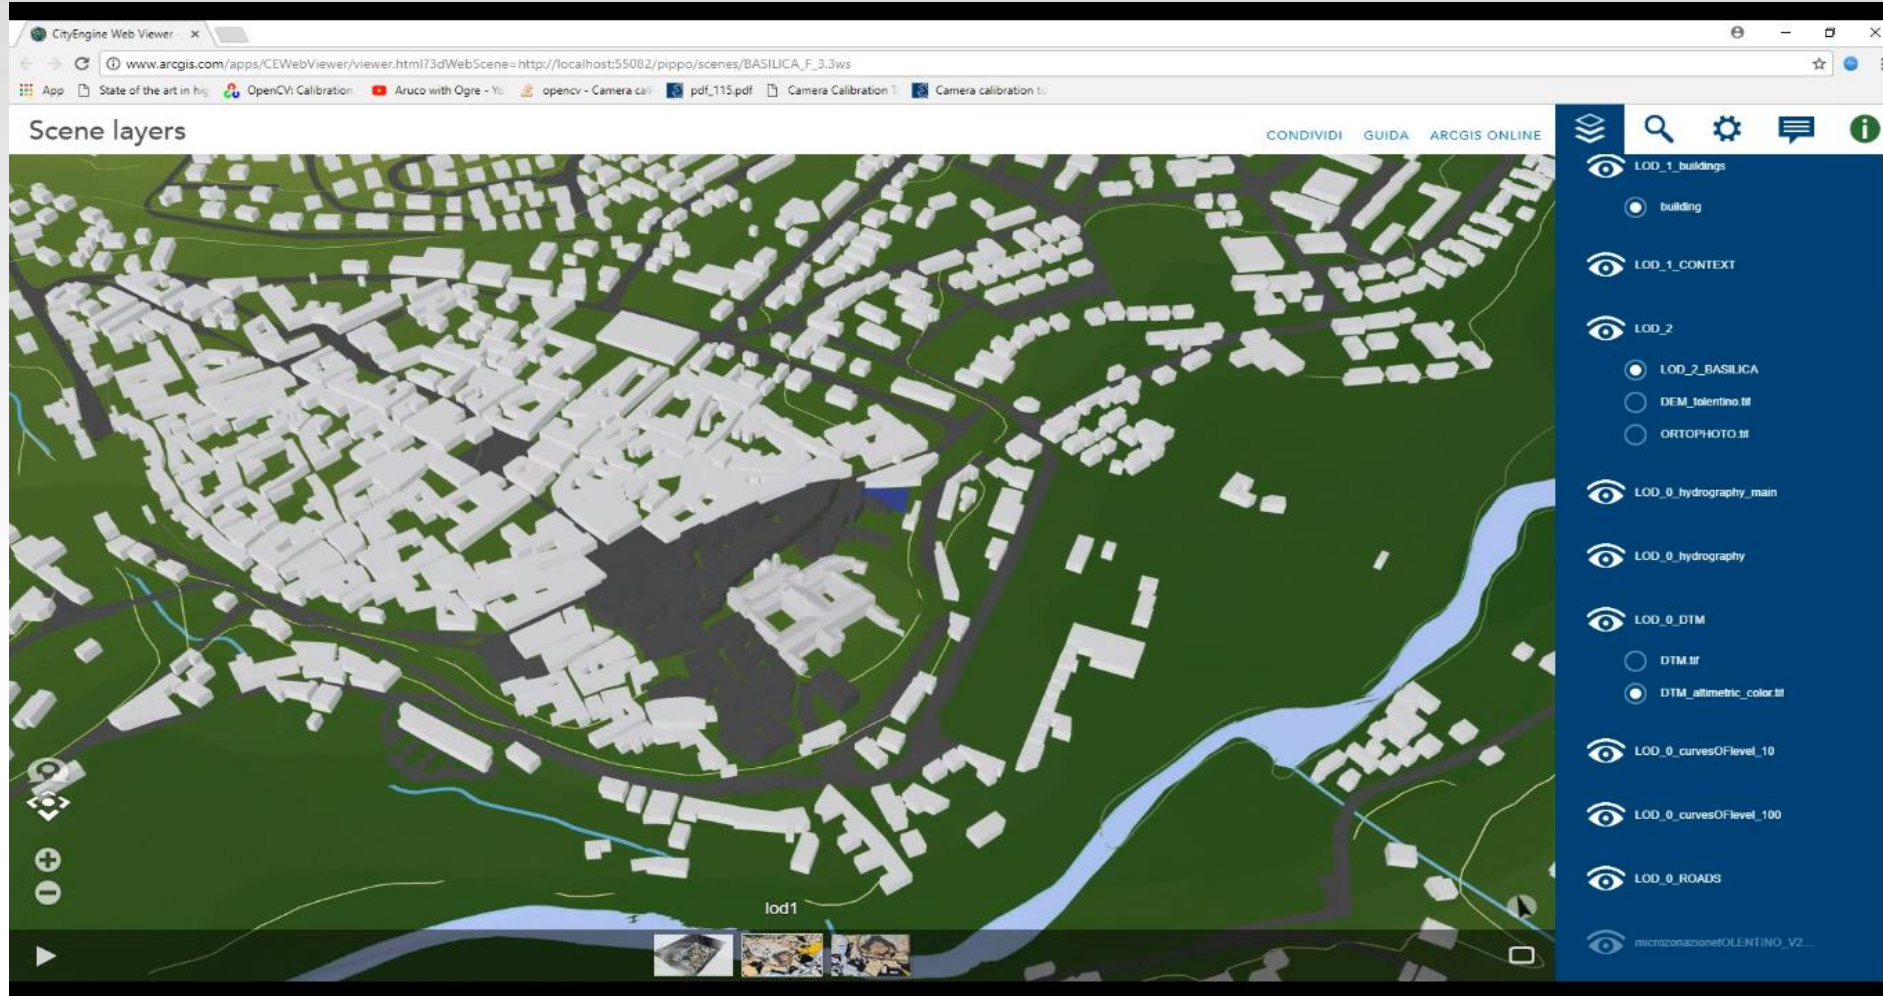 CityEngine Web Viewer
www.arcgis.com/apps/CEWebViewer/viewer.html?3dWebScene=http://localhost:55082/pippo/scenes/BASILICA_F_3.3ws
App State of the art in hig OpenCV: Calibration Aruco with Ogre - Yo opencv - Camera cali pdf_115.pdf Camera Calibration T Camera calibration to
Scene layers
CONDIVIDI GUIDA ARCGIS ONLINE
LOD_1_buildings
building
LOD_1_CONTEXT
LOD_2
LOD_2_BASILICA
DEM_tolentino.tif
ORTOPHOTO.tif
LOD_0_hydrography_main
LOD_0_hydrography
LOD_0_DTM
DTM.tif
DTM_altimetric_color.tif
LOD_0_curvesOFlevel_10
LOD_0_curvesOFlevel_100
LOD_0_ROADS
microzonazionetOLENTINO_V2...
lod1